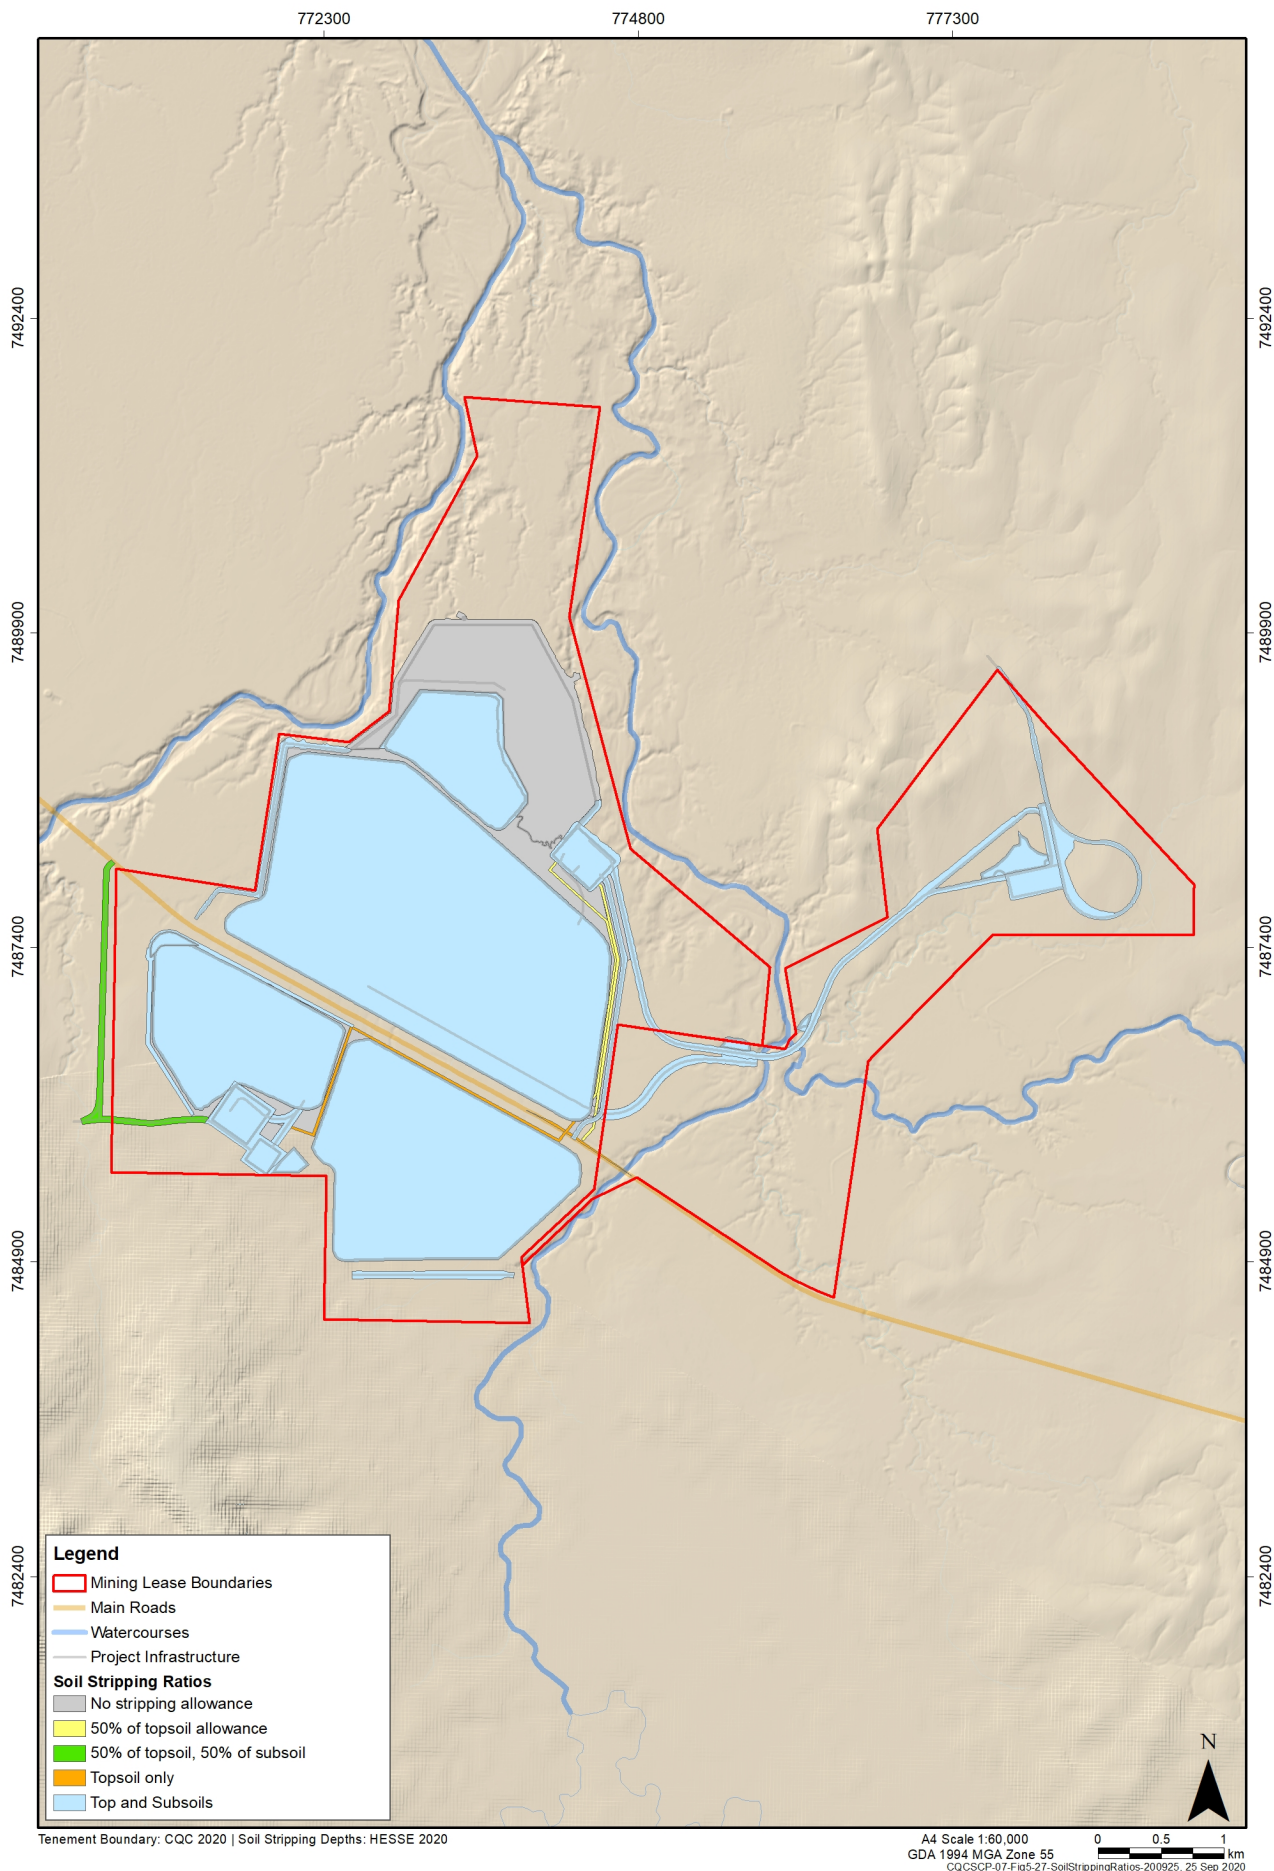 772300 774800 777300
7492400 7492400
7489900 7489900
7487400 7487400
7484900 7484900
7482400 7482400
Legend
Mining Lease Boundaries
Main Roads
Watercourses
Project Infrastructure
Soil Stripping Ratios
No stripping allowance
50% of topsoil allowance
50% of topsoil, 50% of subsoil
Topsoil only
Top and Subsoils
N
Tenement Boundary: CQC 2020 | Soil Stripping Depths: HESSE 2020
A4 Scale 1:60,000
GDA 1994 MGA Zone 55
0 0.5 1
km
CQCSCP-07-Fig5-27-SoilStrippingRatios-200925, 25 Sep 2020